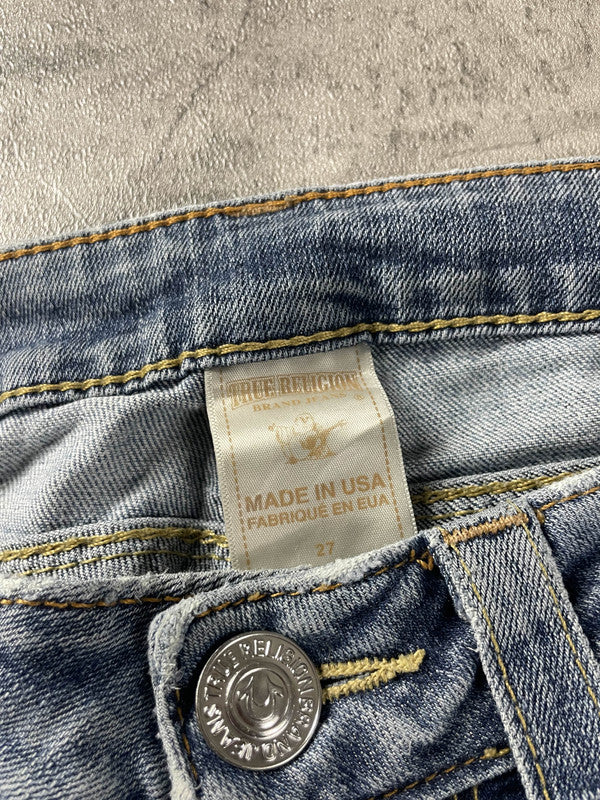 TRUE RELIGION
BRAND JEANS ®
MADE IN USA
FABRIQUÉ EN EUA
27
TRUE RELIGION BRAND JEANS